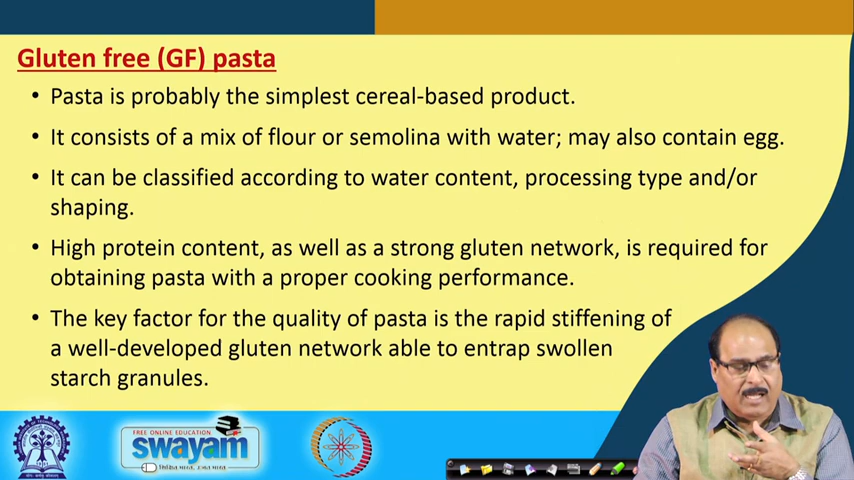 Gluten free (GF) pasta
• Pasta is probably the simplest cereal-based product.
• It consists of a mix of flour or semolina with water; may also contain egg.
• It can be classified according to water content, processing type and/or
shaping.
• High protein content, as well as a strong gluten network, is required for
obtaining pasta with a proper cooking performance.
• The key factor for the quality of pasta is the rapid stiffening of
a well-developed gluten network able to entrap swollen
starch granules.
FREE ONLINE EDUCATION
swayam